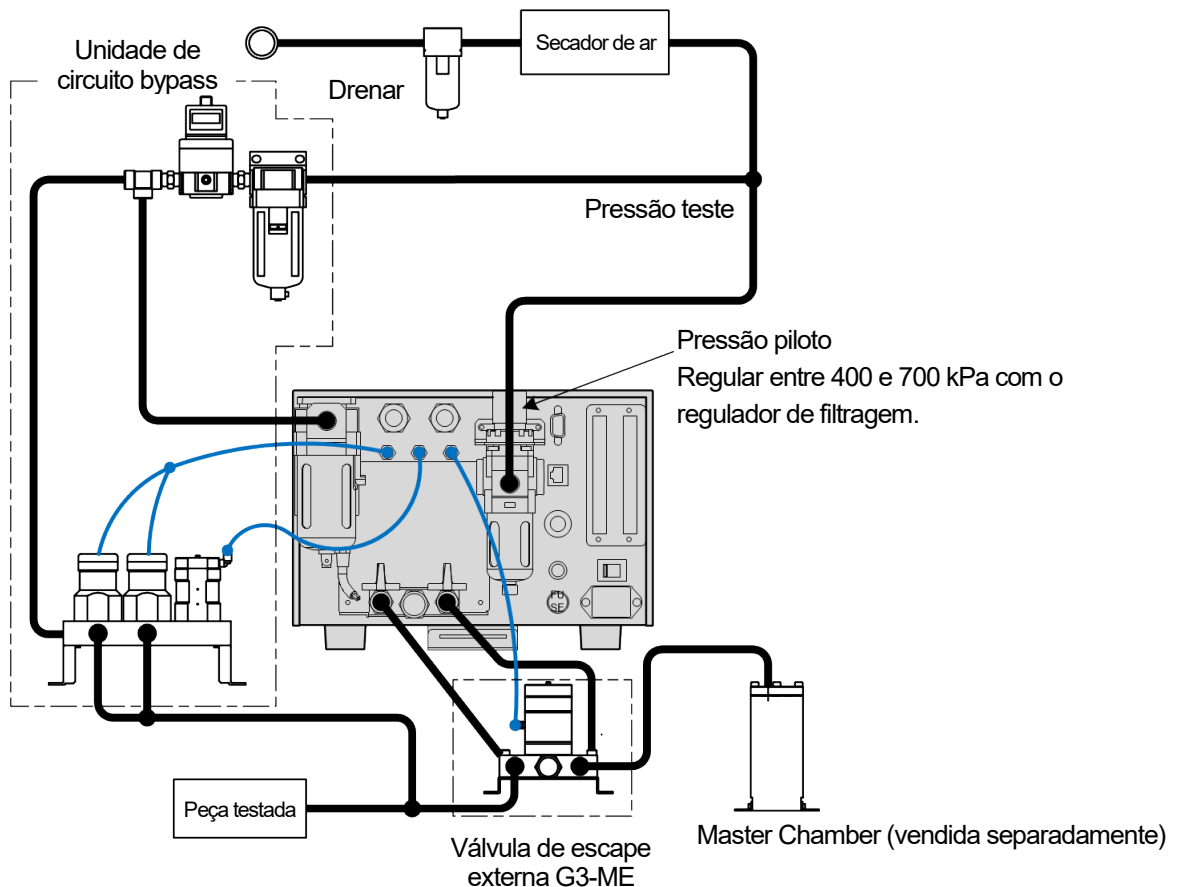 Unidade de
circuito bypass
Drenar
Secador de ar
Pressão teste
Pressão piloto
Regular entre 400 e 700 kPa com o
regulador de filtragem.
FU
SE
Peça testada
Válvula de escape
externa G3-ME
Master Chamber (vendida separadamente)